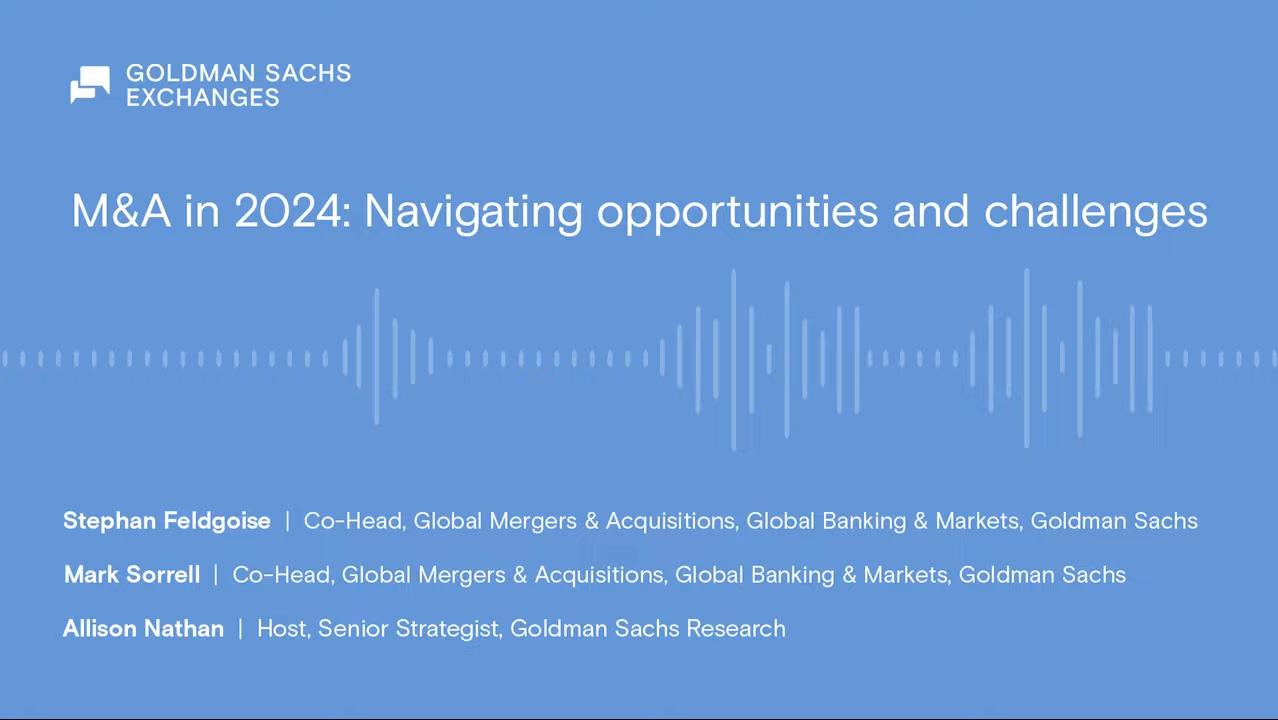 GOLDMAN SACHS
EXCHANGES
M&A in 2024: Navigating opportunities and challenges
Stephan Feldgoise | Co-Head, Global Mergers & Acquisitions, Global Banking & Markets, Goldman Sachs
Mark Sorrell | Co-Head, Global Mergers & Acquisitions, Global Banking & Markets, Goldman Sachs
Allison Nathan | Host, Senior Strategist, Goldman Sachs Research